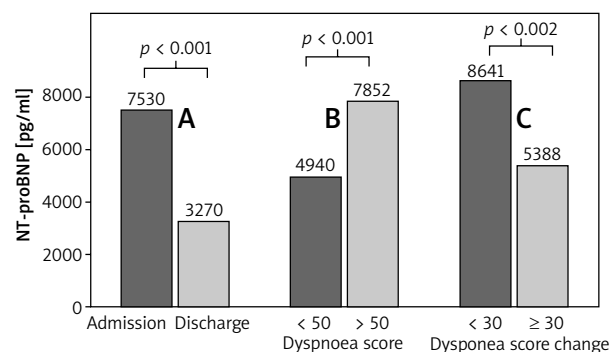 p < 0.001
p < 0.001
p < 0.002
7530
3270
4940
7852
8641
5388
A
B
C
NT-proBNP [pg/ml]
8000
6000
4000
2000
0
Admission Discharge
< 50 > 50
Dyspnoea score
< 30 ≥ 30
Dysponea score change